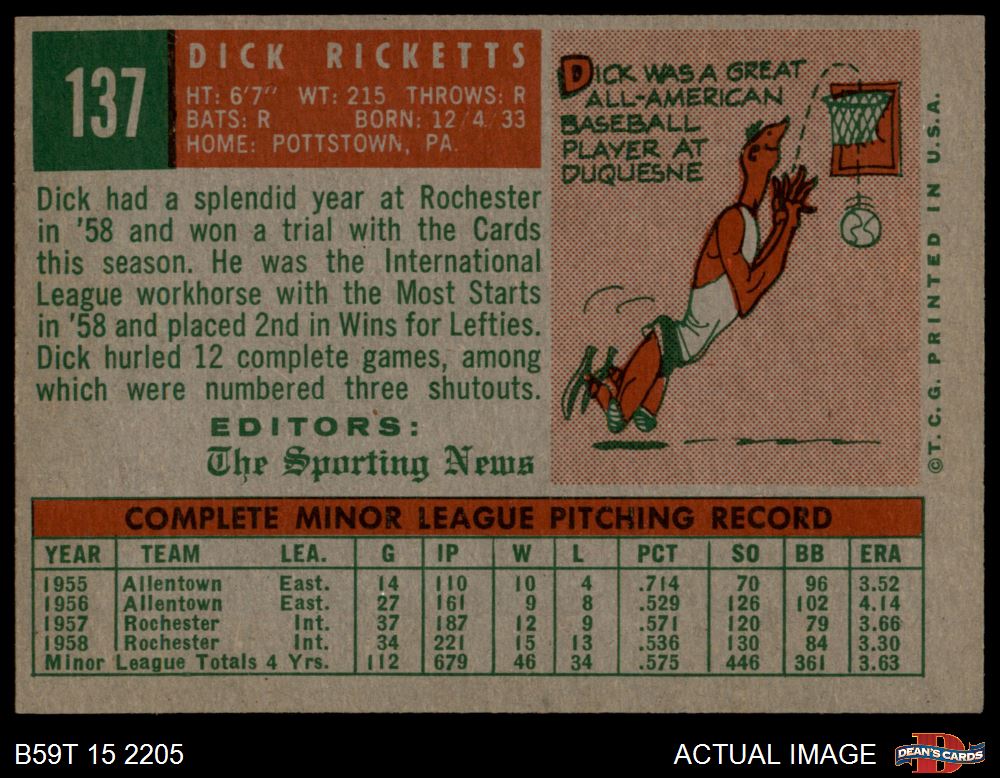 137
DICK RICKETTS
HT: 6'7" WT: 215 THROWS: R
BATS: R BORN: 12/4/33
HOME: POTTSTOWN, PA.
Dick had a splendid year at Rochester
in '58 and won a trial with the Cards
this season. He was the International
League workhorse with the Most Starts
in '58 and placed 2nd in Wins for Lefties.
Dick hurled 12 complete games, among
which were numbered three shutouts.
EDITORS:
The Sporting News
DICK WAS A GREAT
ALL-AMERICAN
BASEBALL
PLAYER AT
DUQUESNE
©T.C.G. PRINTED IN U.S.A.
COMPLETE MINOR LEAGUE PITCHING RECORD
YEAR TEAM LEA. G IP W L PCT SO BB ERA
1955 Allentown East. 14 110 10 4 .714 70 96 3.52
1956 Allentown East. 27 161 9 8 .529 126 102 4.14
1957 Rochester Int. 37 187 12 9 .571 120 79 3.66
1958 Rochester Int. 34 221 15 13 .536 130 84 3.30
Minor League Totals 4 Yrs. 112 679 46 34 .575 446 361 3.63
B59T 15 2205
ACTUAL IMAGE
DEAN'S CARDS